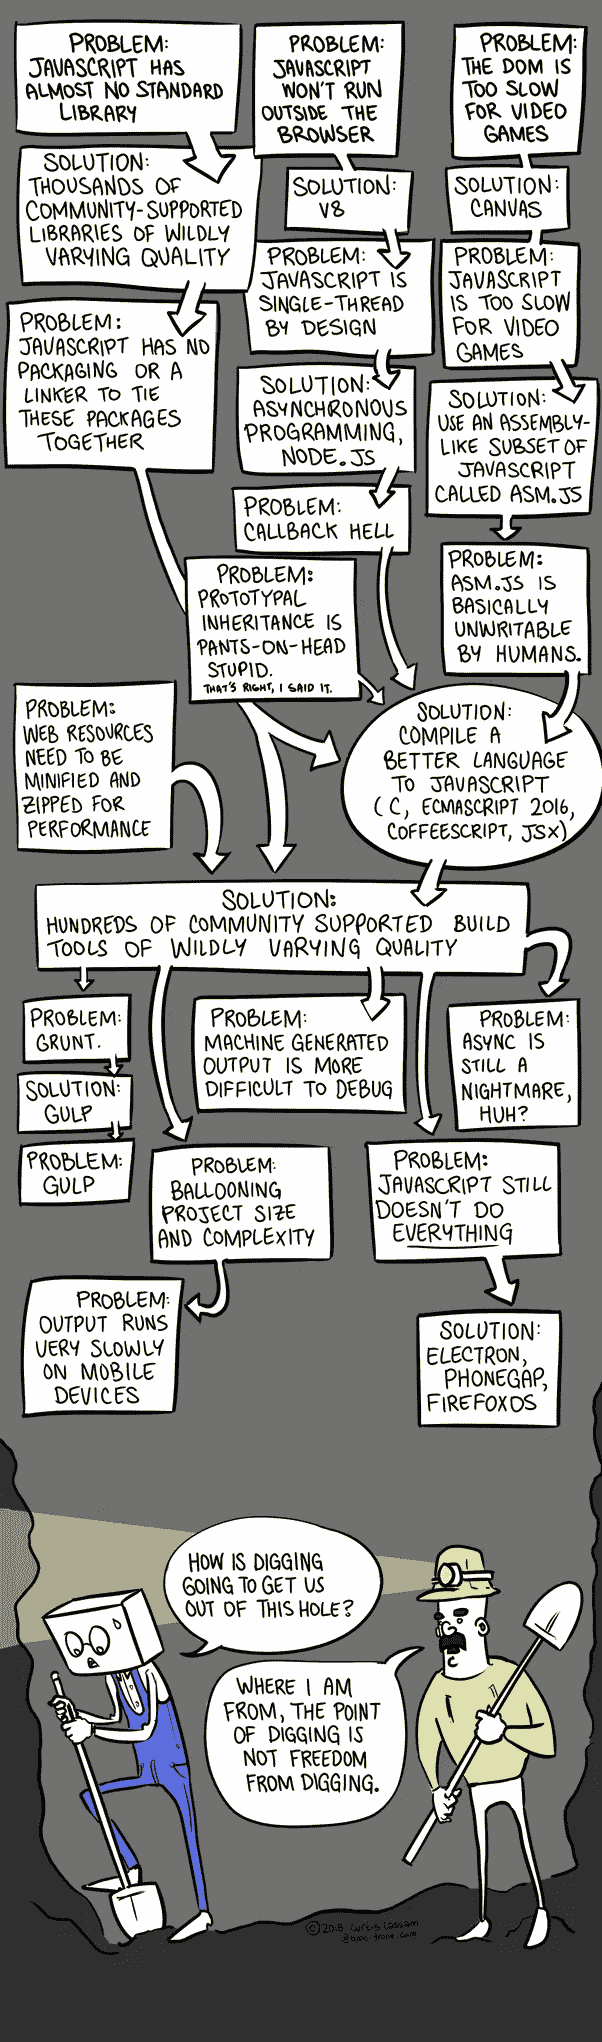 PROBLEM:
JAVASCRIPT HAS
ALMOST NO STANDARD
LIBRARY
PROBLEM:
JAVASCRIPT
WON'T RUN
OUTSIDE THE
BROWSER
PROBLEM:
THE DOM IS
TOO SLOW
FOR VIDEO
GAMES
SOLUTION:
THOUSANDS OF
COMMUNITY-SUPPORTED
LIBRARIES OF WILDLY
VARYING QUALITY
SOLUTION:
V8
SOLUTION:
CANVAS
PROBLEM:
JAVASCRIPT IS
SINGLE-THREAD
BY DESIGN
PROBLEM:
JAVASCRIPT
IS TOO SLOW
FOR VIDEO
GAMES
PROBLEM:
JAVASCRIPT HAS NO
PACKAGING OR A
LINKER TO TIE
THESE PACKAGES
TOGETHER
SOLUTION:
ASYNCHRONOUS
PROGRAMMING,
NODE.JS
SOLUTION:
USE AN ASSEMBLY-
LIKE SUBSET OF
JAVASCRIPT
CALLED ASM.JS
PROBLEM:
CALLBACK HELL
PROBLEM:
ASM.JS IS
BASICALLY
UNWRITABLE
BY HUMANS.
PROBLEM:
PROTOTYPAL
INHERITANCE IS
PANTS-ON-HEAD
STUPID.
THAT'S RIGHT, I SAID IT.
PROBLEM:
WEB RESOURCES
NEED TO BE
MINIFIED AND
ZIPPED FOR
PERFORMANCE
SOLUTION:
COMPILE A
BETTER LANGUAGE
TO JAVASCRIPT
(C, ECMASCRIPT 2016,
COFFEESCRIPT, JSX)
SOLUTION:
HUNDREDS OF COMMUNITY SUPPORTED BUILD
TOOLS OF WILDLY VARYING QUALITY
PROBLEM:
GRUNT.
PROBLEM:
MACHINE GENERATED
OUTPUT IS MORE
DIFFICULT TO DEBUG
PROBLEM:
ASYNC IS
STILL A
NIGHTMARE,
HUH?
SOLUTION:
GULP
PROBLEM:
GULP
PROBLEM:
BALLOONING
PROJECT SIZE
AND COMPLEXITY
PROBLEM:
JAVASCRIPT STILL
DOESN'T DO
EVERYTHING
PROBLEM:
OUTPUT RUNS
VERY SLOWLY
ON MOBILE
DEVICES
SOLUTION:
ELECTRON,
PHONEGAP,
FIREFOXOS
HOW IS DIGGING
GOING TO GET US
OUT OF THIS HOLE?
WHERE I AM
FROM, THE POINT
OF DIGGING IS
NOT FREEDOM
FROM DIGGING.
© Curtis Lassam